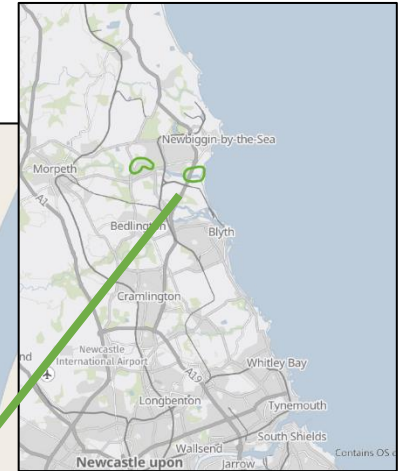 Newbiggin-by-the-Sea
Morpeth
A1
Bedlington
Blyth
Cramlington
Newcastle
International Airport
A19
Whitley Bay
Longbenton
Tynemouth
South Shields
Wallsend
Jarrow
Newcastle upon
Contains OS